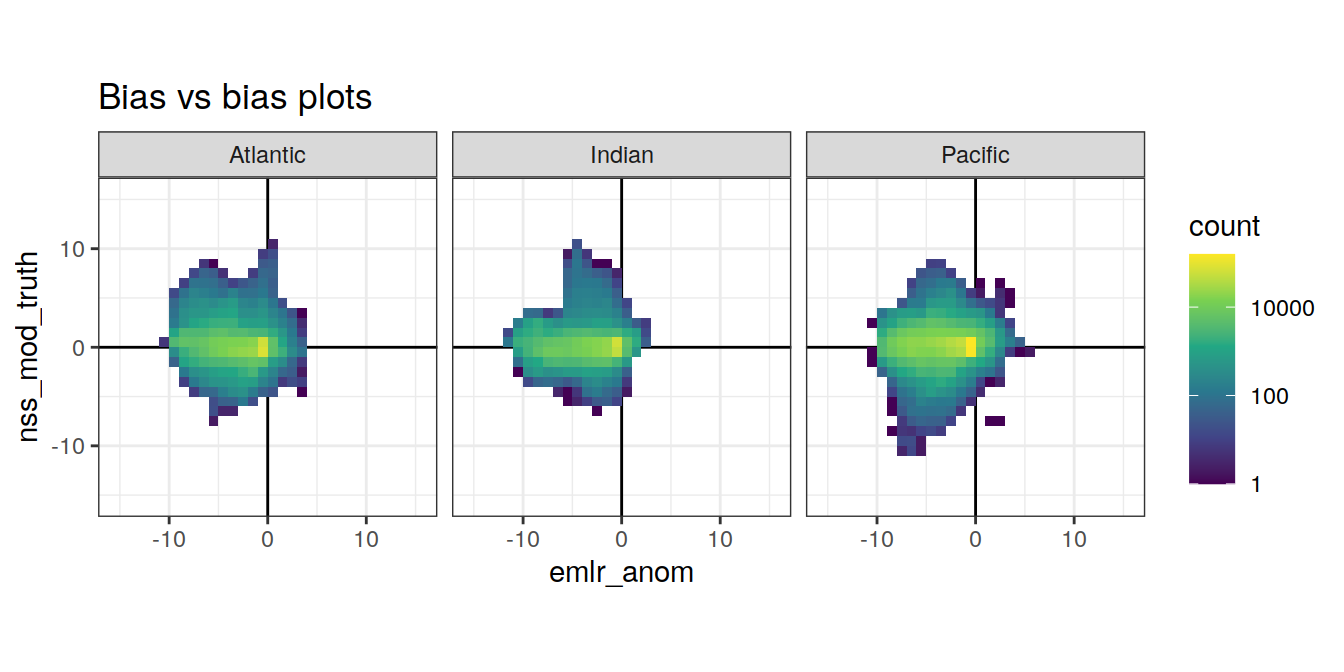 Bias vs bias plots
Atlantic Indian Pacific
nss_mod_truth
10
0
-10
-10 0 10 -10 0 10 -10 0 10
emlr_anom
count
10000
100
1